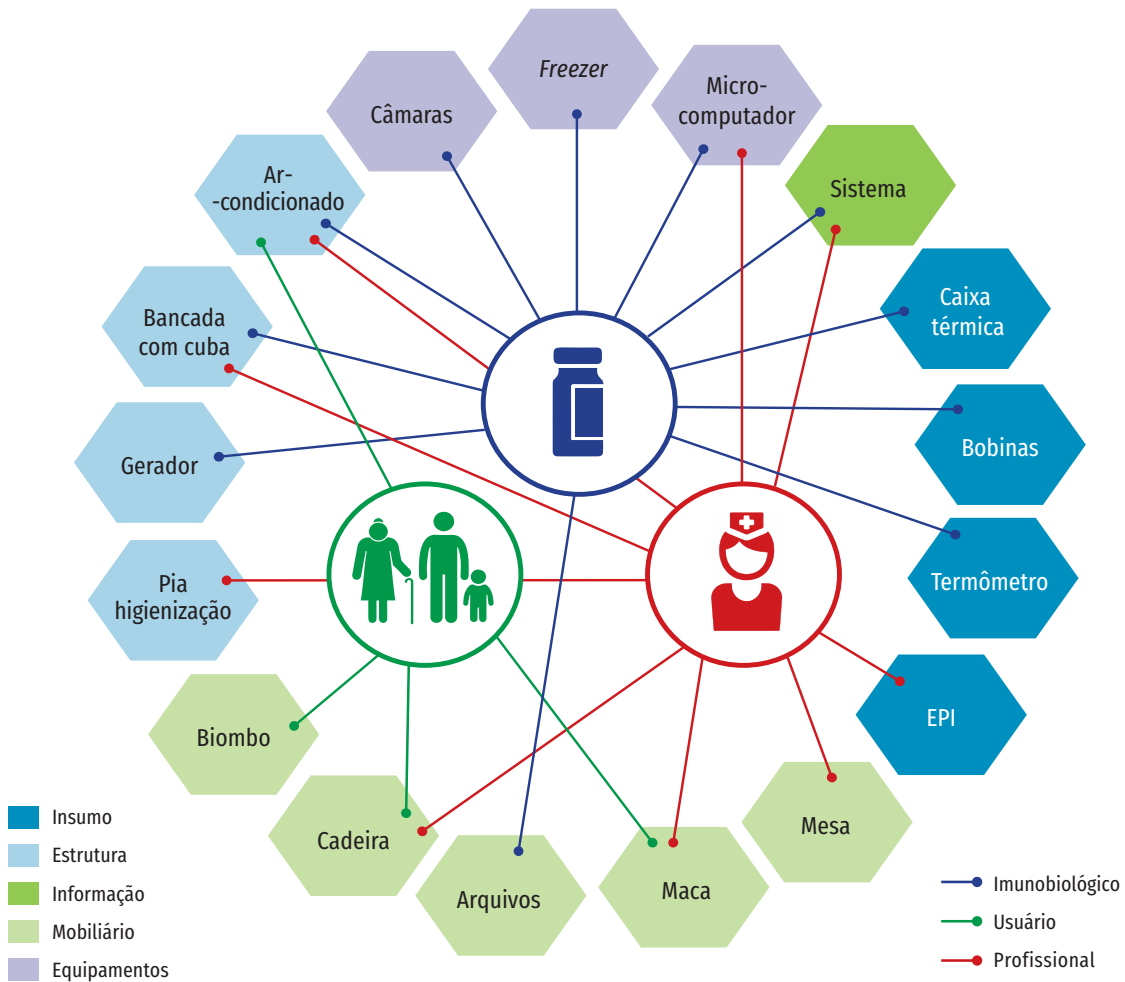 Freezer
Micro-
computador
Câmaras
Sistema
Ar-
-condicionado
Caixa
térmica
Bancada
com cuba
Bobinas
Gerador
Termômetro
Pia
higienização
EPI
Biombo
Mesa
Cadeira
Maca
Arquivos
Insumo
Estrutura
Informação
Mobiliário
Equipamentos
Imunobiológico
Usuário
Profissional